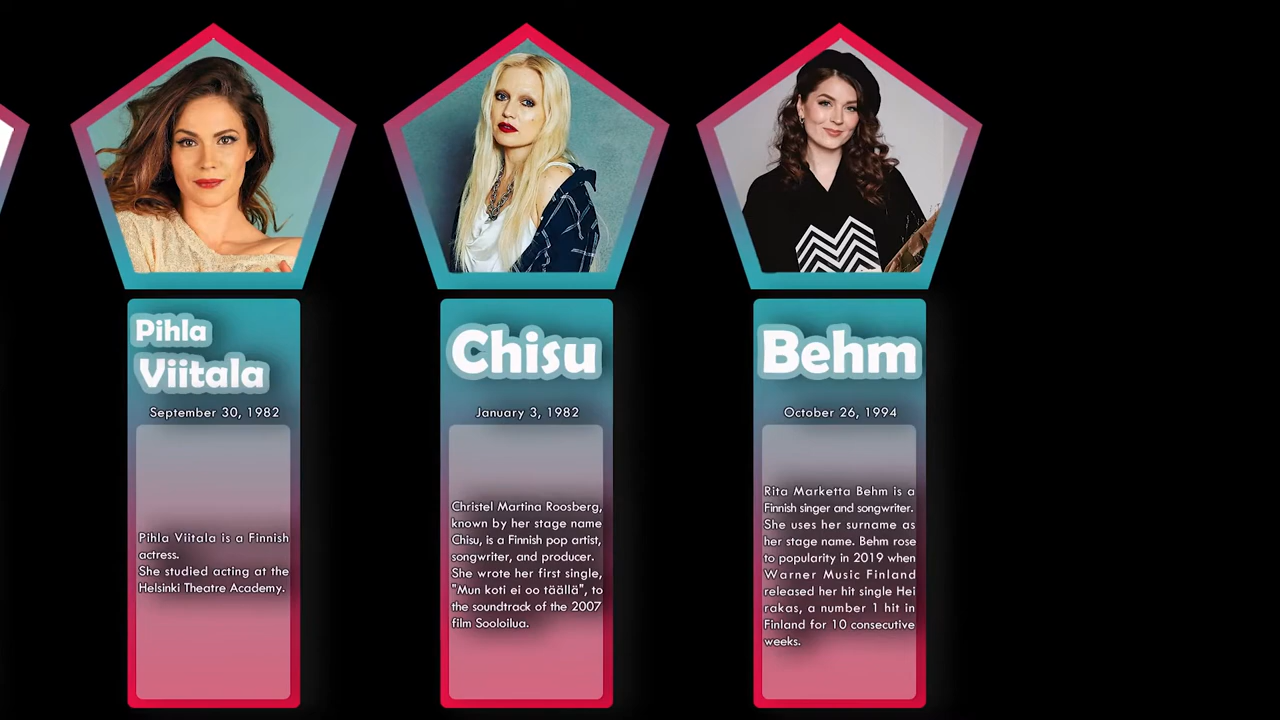 Pihla
Viitala
September 30, 1982
Pihla Viitala is a Finnish
actress.
She studied acting at the
Helsinki Theatre Academy.
Chisu
January 3, 1982
Christel Martina Roosberg,
known by her stage name
Chisu, is a Finnish pop artist,
songwriter, and producer.
She wrote her first single,
"Mun koti ei oo täällä", to
the soundtrack of the 2007
film Sooloilua.
Behm
October 26, 1994
Rita Marketta Behm is a
Finnish singer and songwriter.
She uses her surname as
her stage name. Behm rose
to popularity in 2019 when
Warner Music Finland
released her hit single Hei
rakas, a number 1 hit in
Finland for 10 consecutive
weeks.